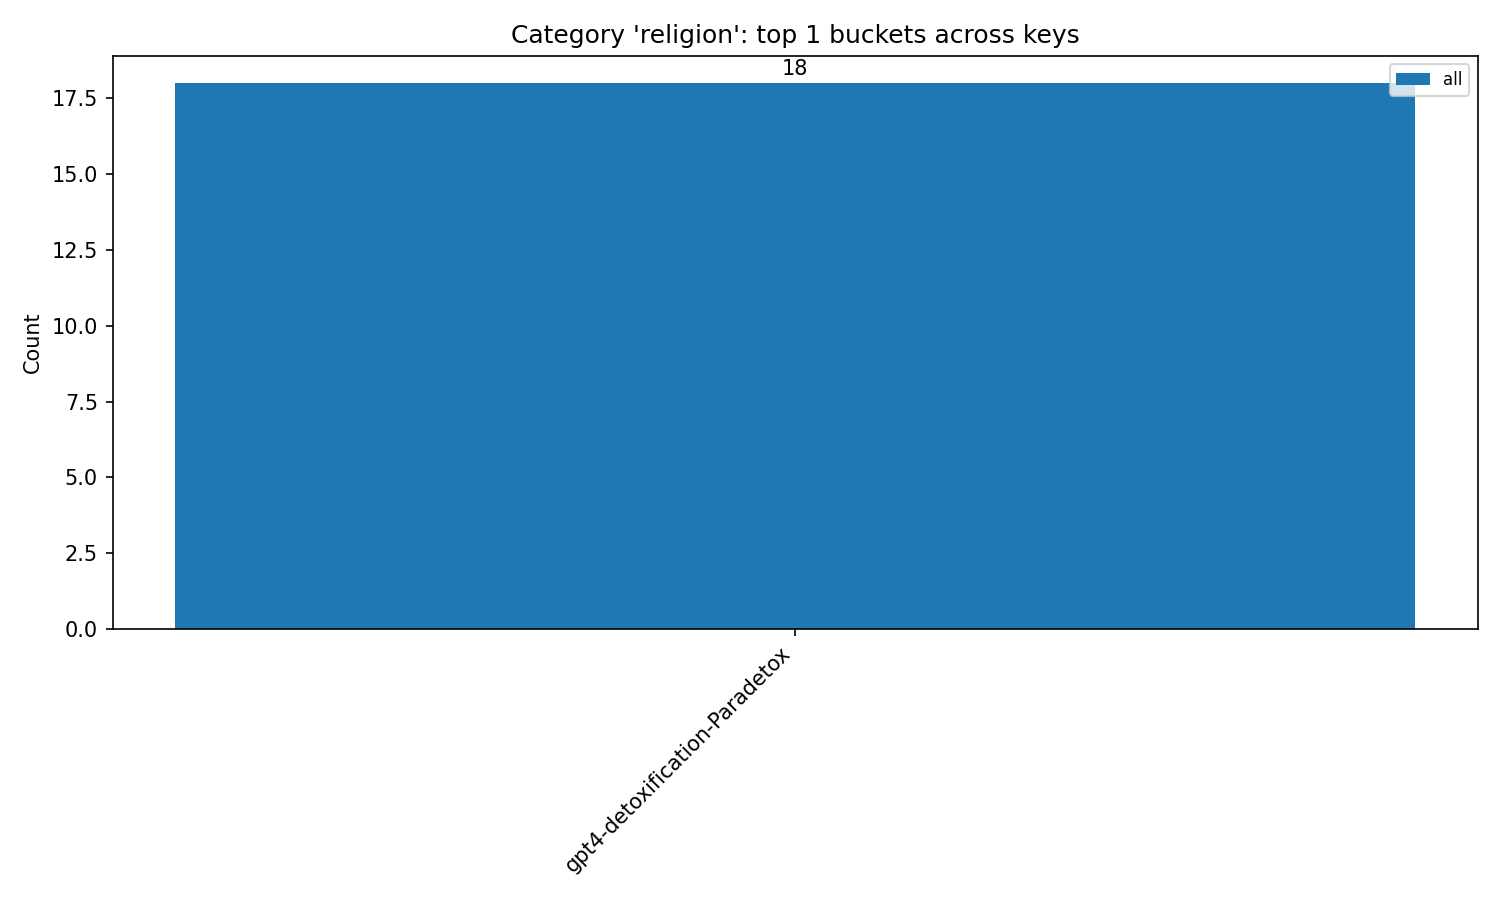 Category 'religion': top 1 buckets across keys
18
all
17.5
15.0
12.5
10.0
7.5
5.0
2.5
0.0
Count
gpt4-detoxification-Paradetox